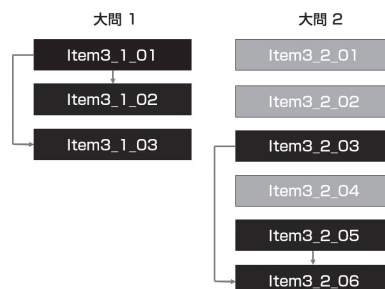 大問 1
Item3_1_01
Item3_1_02
Item3_1_03
大問 2
Item3_2_01
Item3_2_02
Item3_2_03
Item3_2_04
Item3_2_05
Item3_2_06